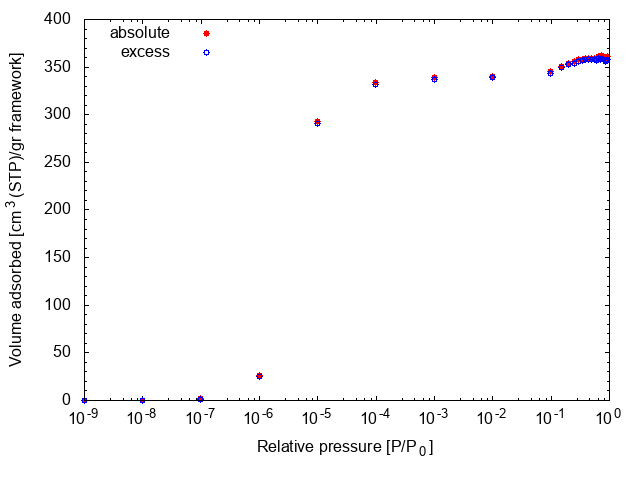 absolute
excess
400
350
300
250
200
150
100
50
0
Volume adsorbed [cm³(STP)/gr framework]
10⁻⁹ 10⁻⁸ 10⁻⁷ 10⁻⁶ 10⁻⁵ 10⁻⁴ 10⁻³ 10⁻² 10⁻¹ 10⁰
Relative pressure [P/P₀]